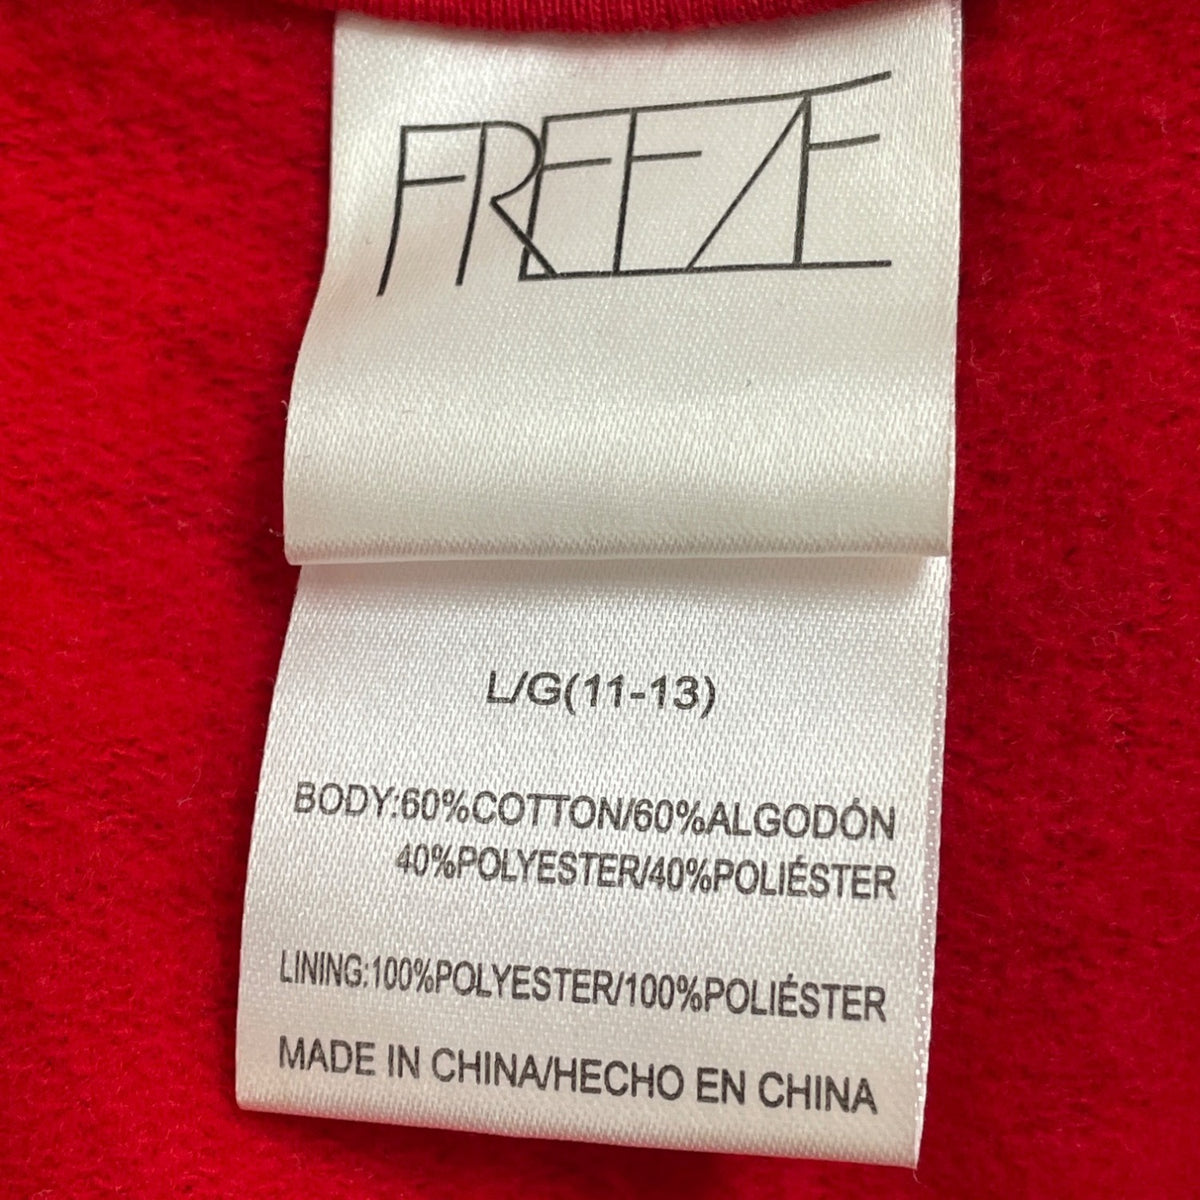 FREEZE
L/G(11-13)
BODY:60%COTTON/60%ALGODÓN
40%POLYESTER/40%POLIÉSTER
LINING:100%POLYESTER/100%POLIÉSTER
MADE IN CHINA/HECHO EN CHINA